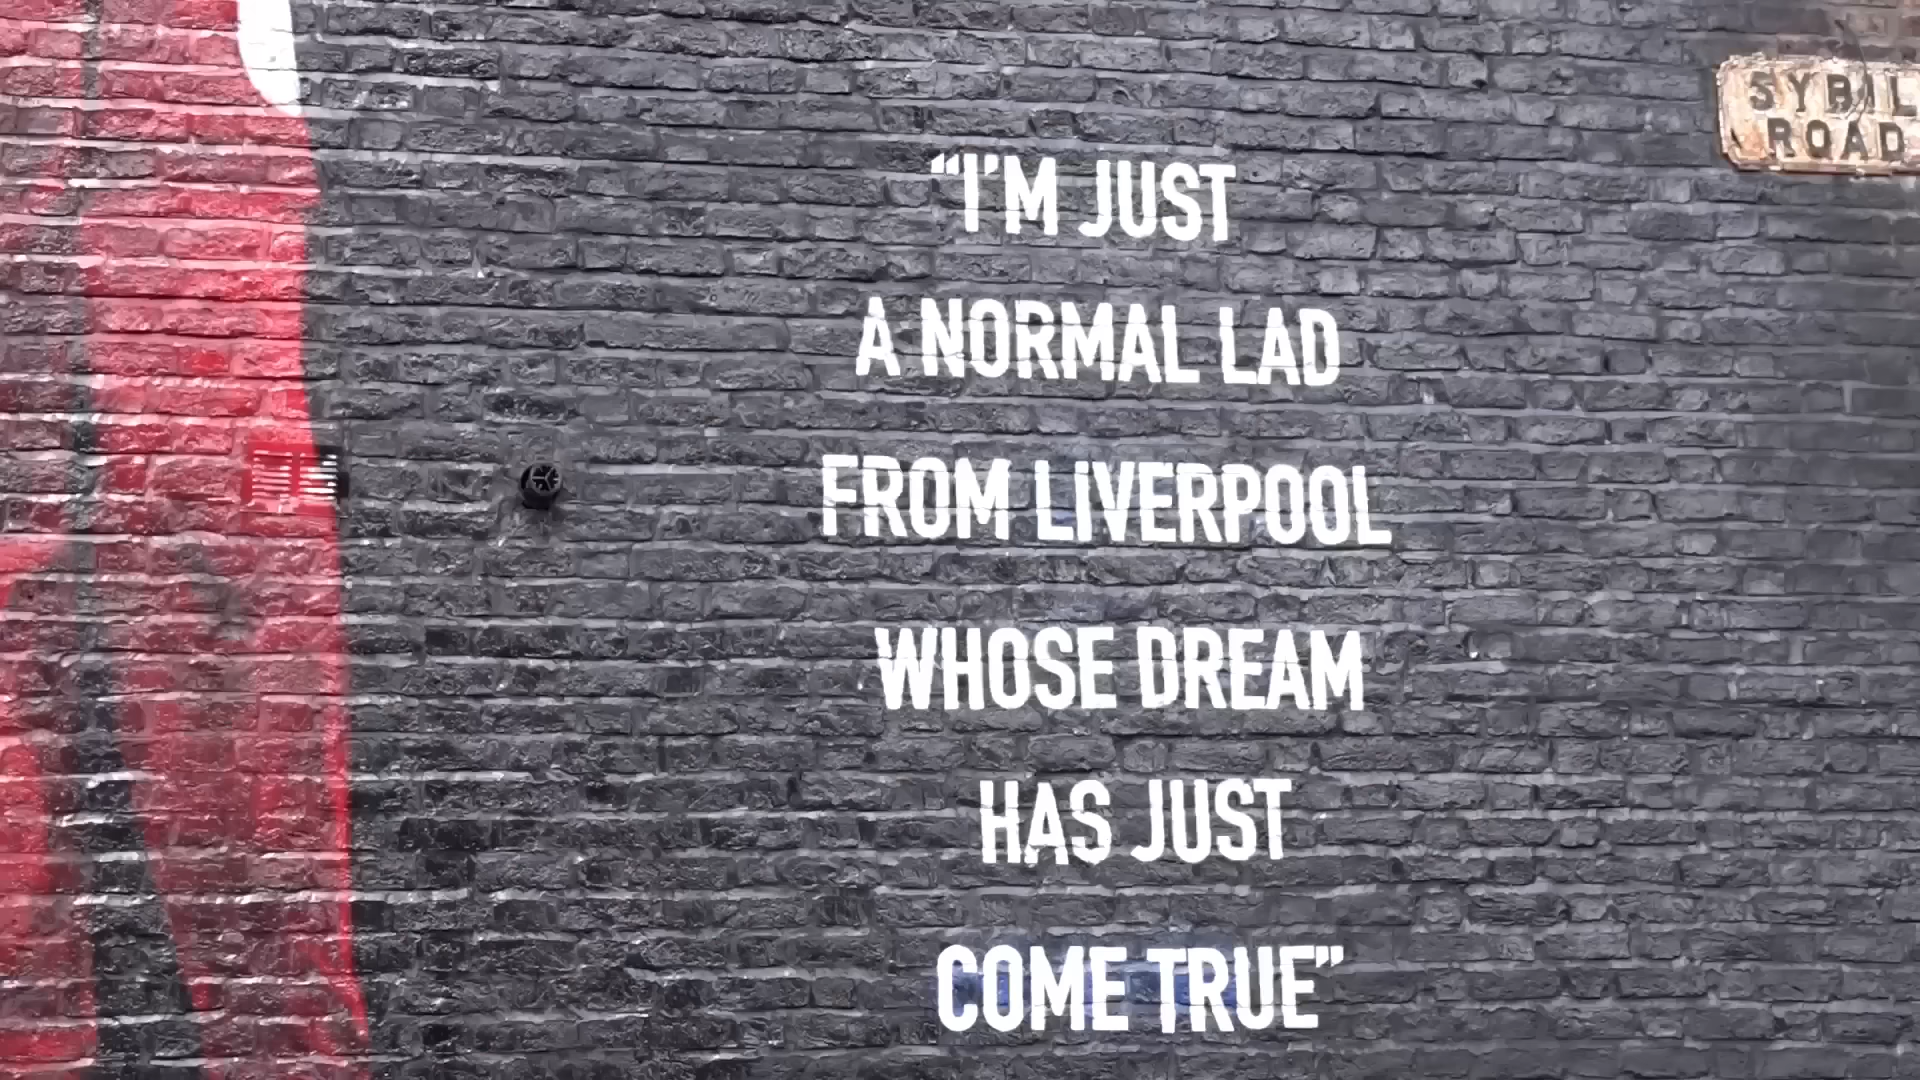 SYBIL
ROAD
“I'M JUST
A NORMAL LAD
FROM LIVERPOOL
WHOSE DREAM
HAS JUST
COME TRUE”